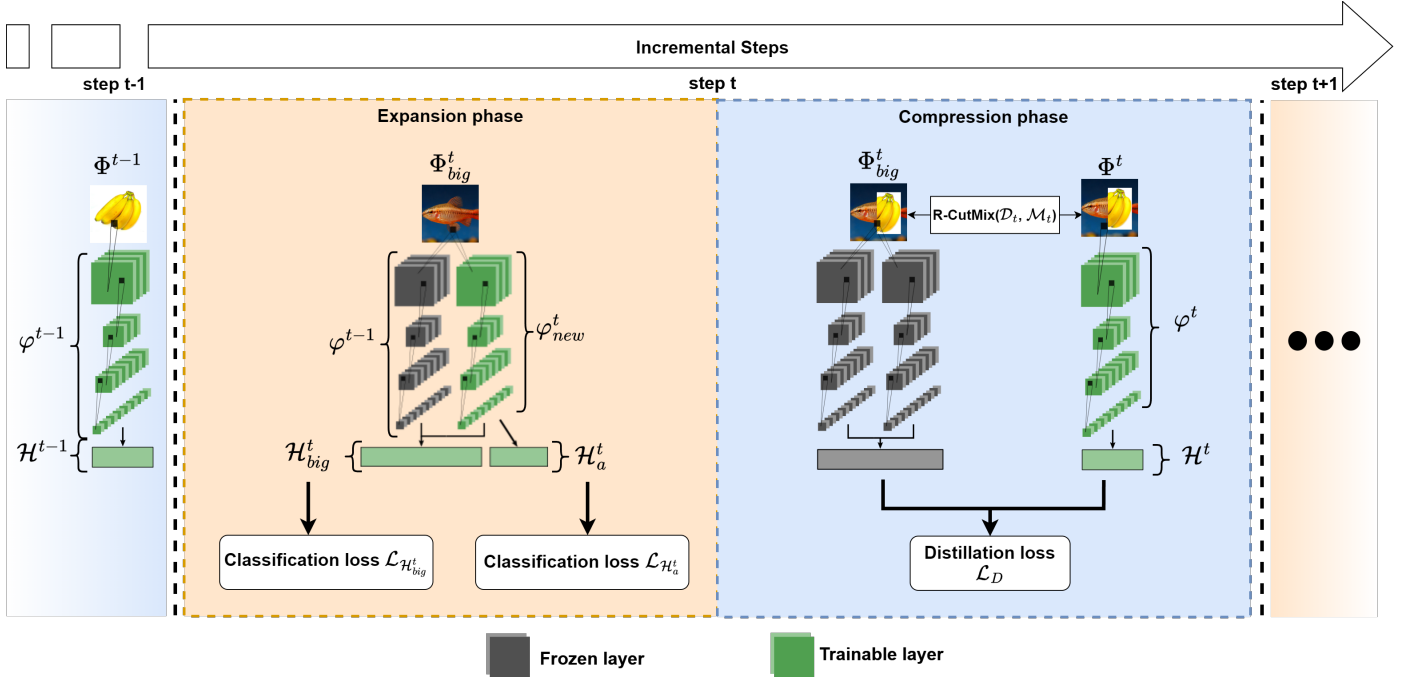 Incremental Steps
step t-1
step t
step t+1
Expansion phase
Compression phase
Φ^{t−1}
Φ^t_{big}
Φ^t_{big}
Φ^t
R-CutMix(𝒟_t, ℳ_t)
φ^{t−1}
φ^{t−1}
φ^t_{new}
φ^t
ℋ^{t−1}
ℋ^t_{big}
ℋ^t_a
ℋ^t
Classification loss ℒ_{ℋ^t_{big}}
Classification loss ℒ_{ℋ^t_a}
Distillation loss
ℒ_D
Frozen layer
Trainable layer